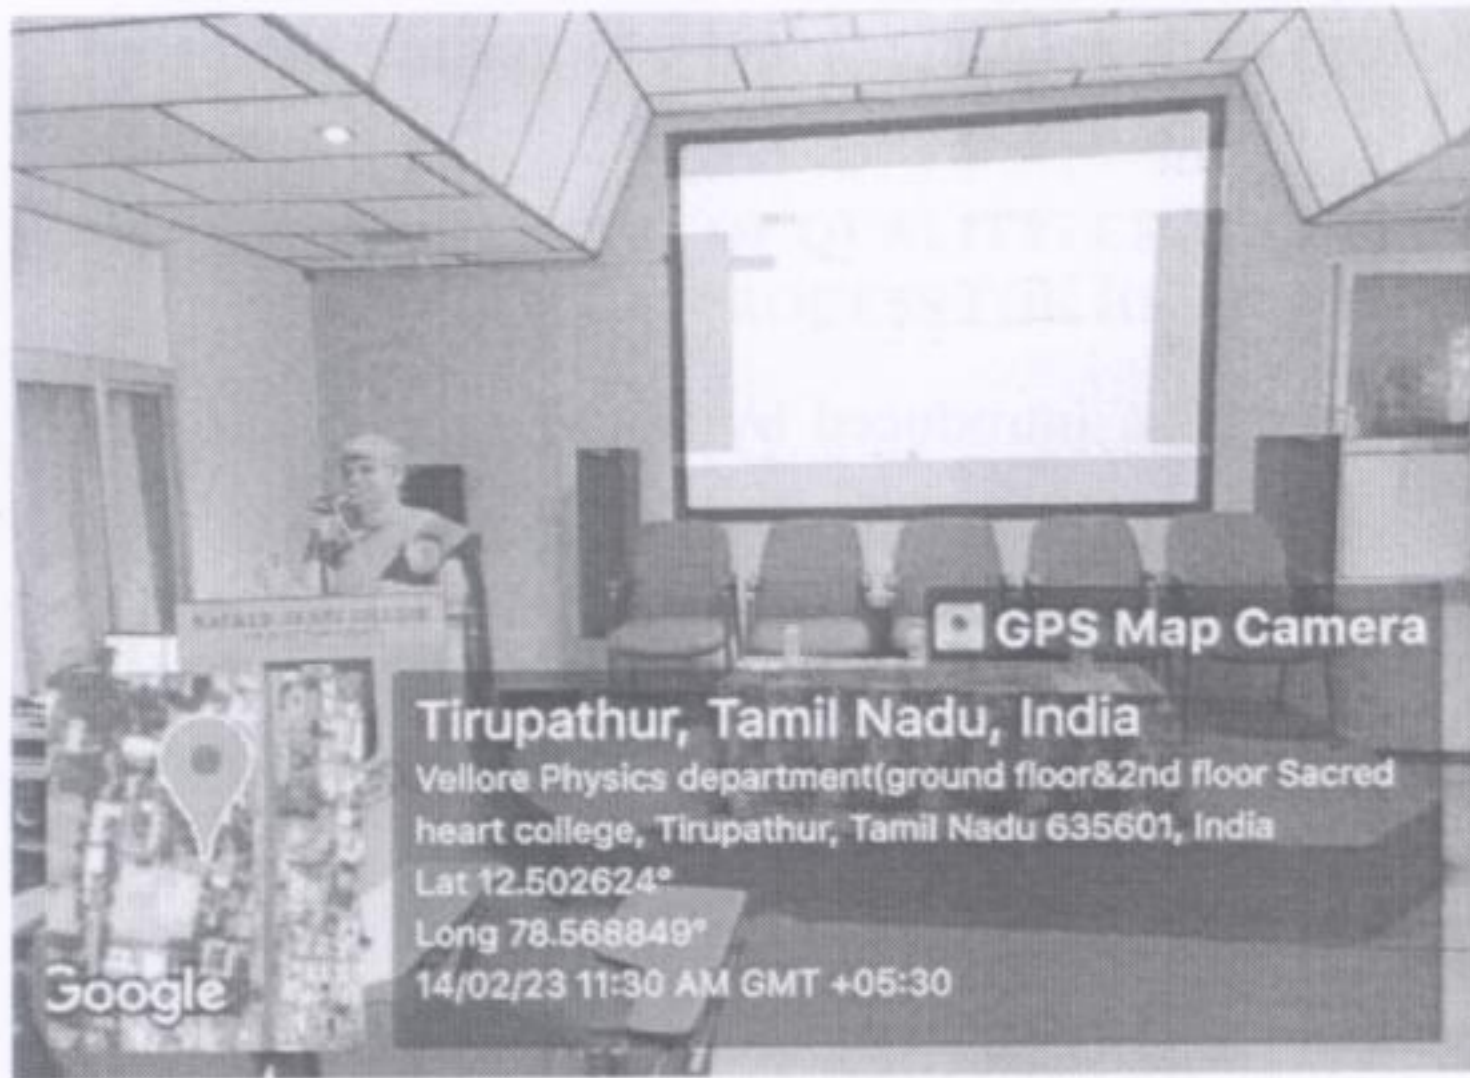 GPS Map Camera
Tirupathur, Tamil Nadu, India
Vellore Physics department(ground floor&2nd floor Sacred
heart college, Tirupathur, Tamil Nadu 635601, India
Lat 12.502624°
Long 78.568849°
14/02/23 11:30 AM GMT +05:30
Google